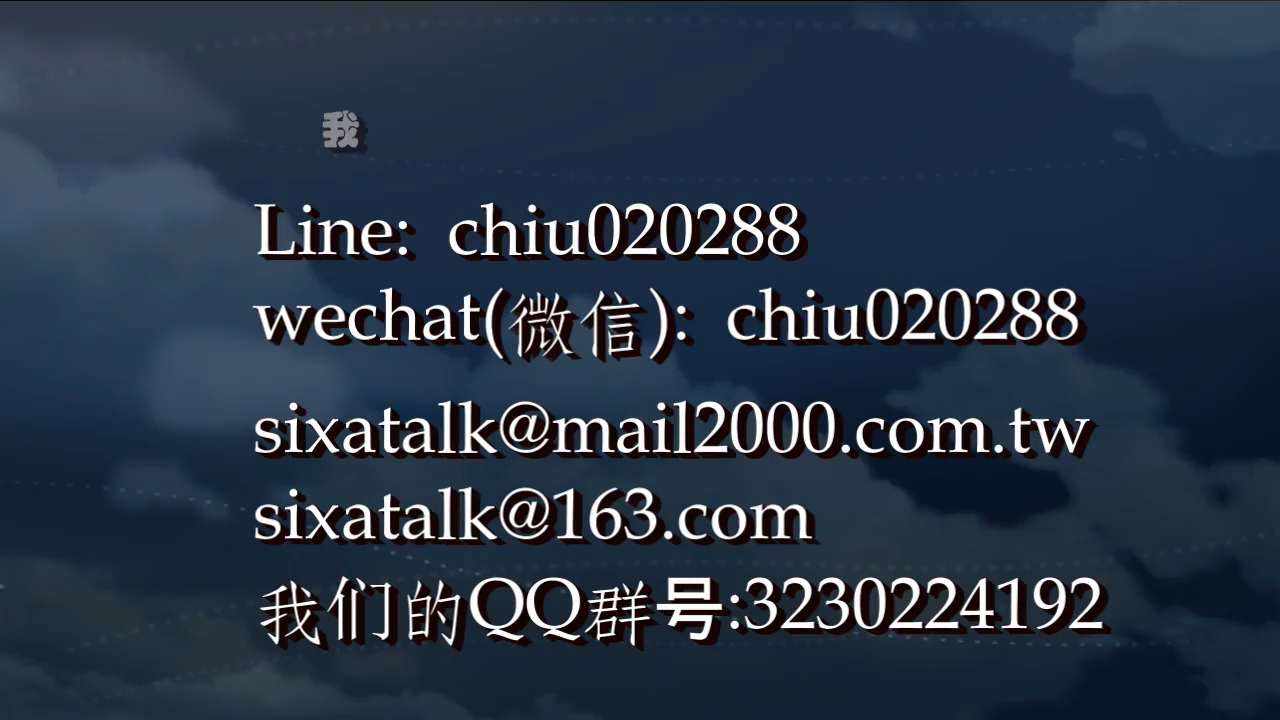 我
Line: chiu020288
wechat(微信): chiu020288
sixatalk@mail2000.com.tw
sixatalk@163.com
我们的QQ群号:3230224192